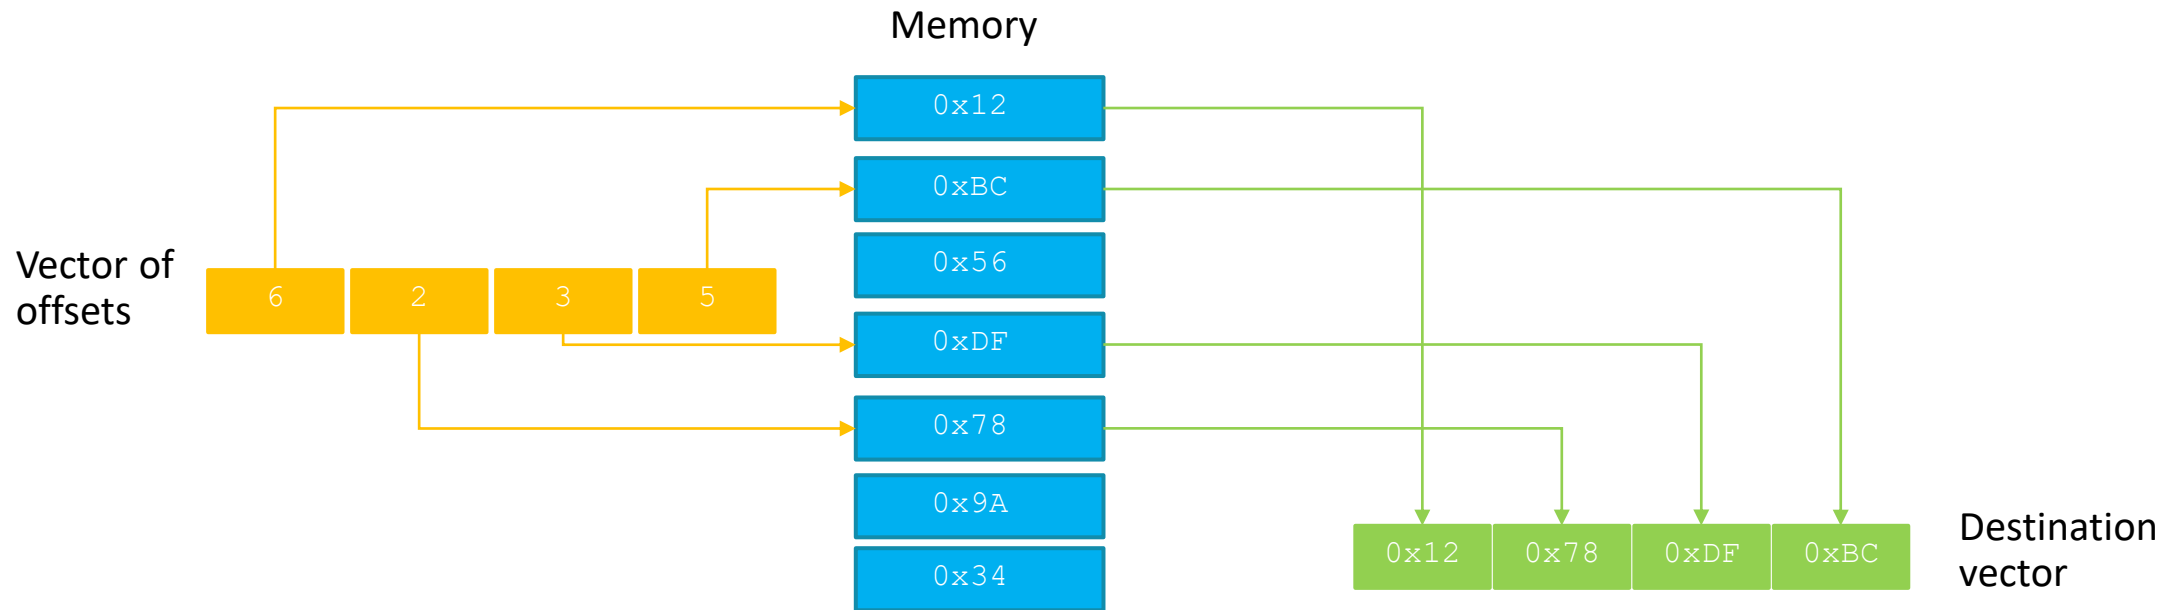 Memory
0x12
0xBC
0x56
0xDF
0x78
0x9A
0x34
Vector of
offsets
6 2 3 5
0x12 0x78 0xDF 0xBC
Destination
vector